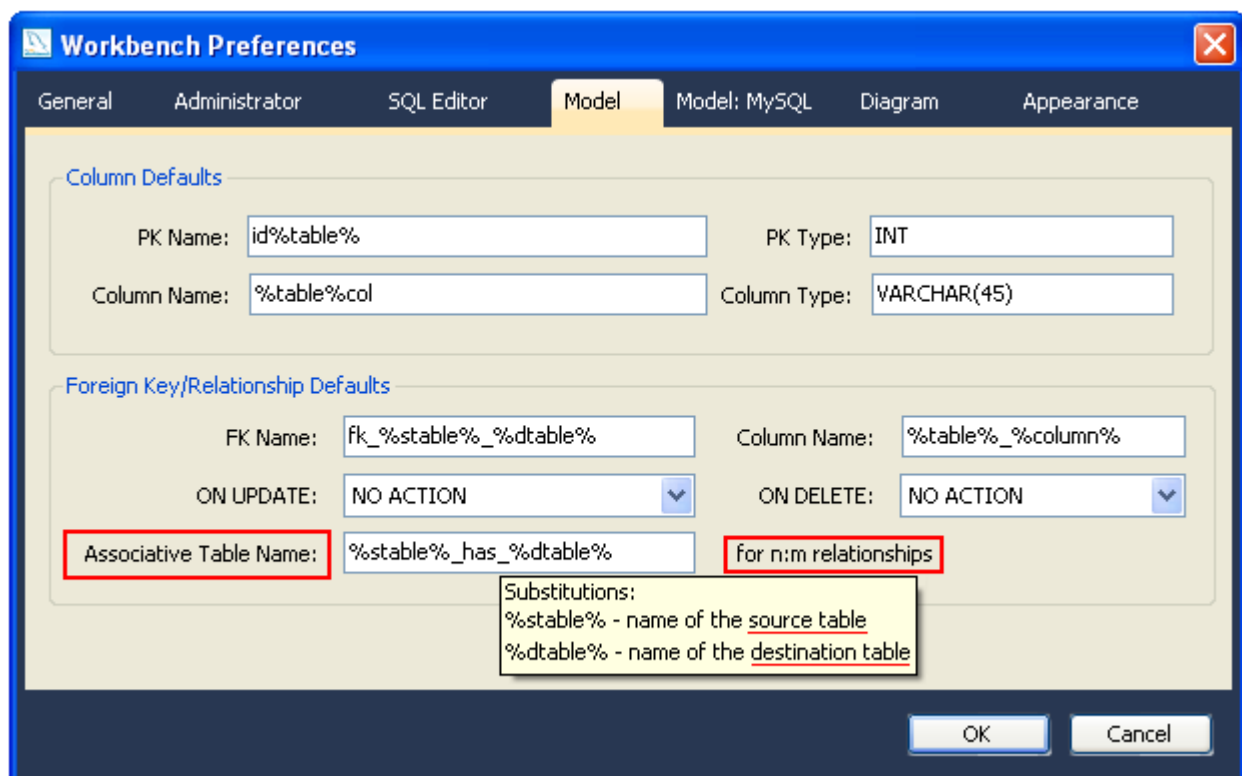 Workbench Preferences
General Administrator SQL Editor Model Model: MySQL Diagram Appearance
Column Defaults
PK Name: id%table% PK Type: INT
Column Name: %table%col Column Type: VARCHAR(45)
Foreign Key/Relationship Defaults
FK Name: fk_%stable%_%dtable% Column Name: %table%_%column%
ON UPDATE: NO ACTION ON DELETE: NO ACTION
Associative Table Name: %stable%_has_%dtable% for n:m relationships
Substitutions:
%stable% - name of the source table
%dtable% - name of the destination table
OK Cancel